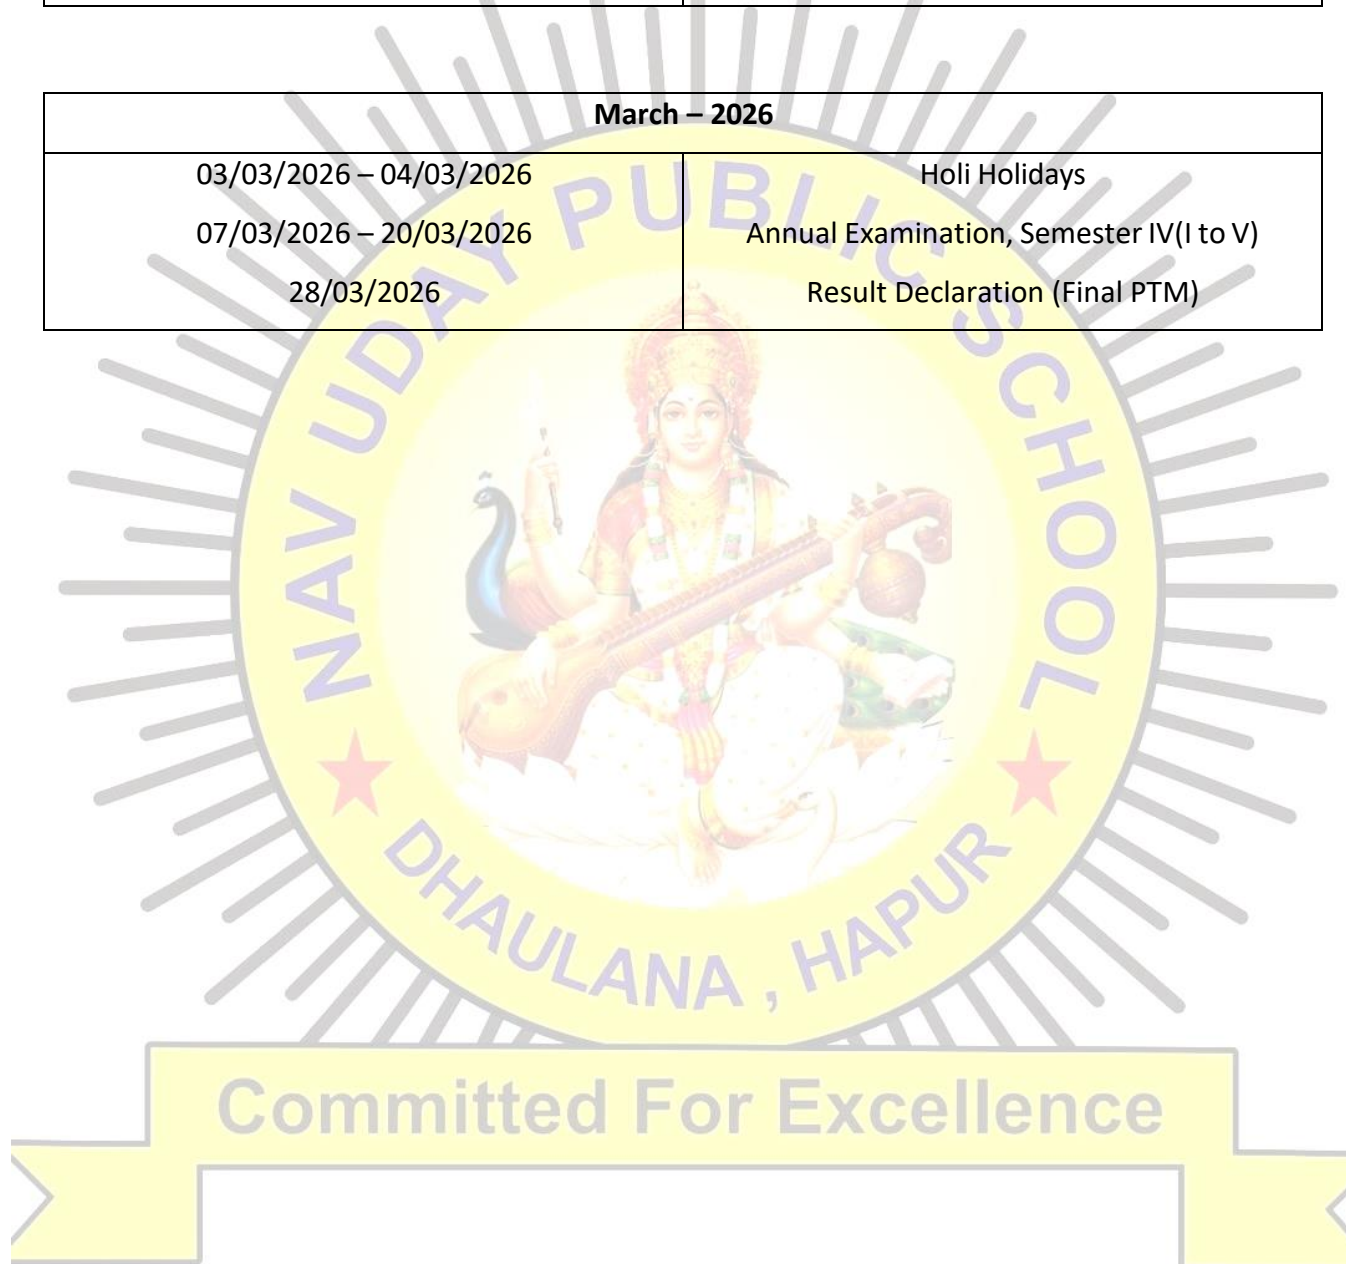 March – 2026
03/03/2026 – 04/03/2026 Holi Holidays
07/03/2026 – 20/03/2026 Annual Examination, Semester IV(I to V)
28/03/2026 Result Declaration (Final PTM)
NAV UDAY PUBLIC SCHOOL
DHAULANA , HAPUR
Committed For Excellence